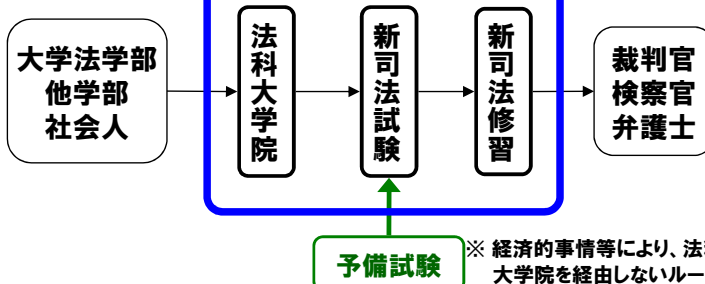 大学法学部
他学部
社会人
法科大学院
新司法試験
新司法修習
裁判官
検察官
弁護士
予備試験
※ 経済的事情等により、法
大学院を経由しないルー